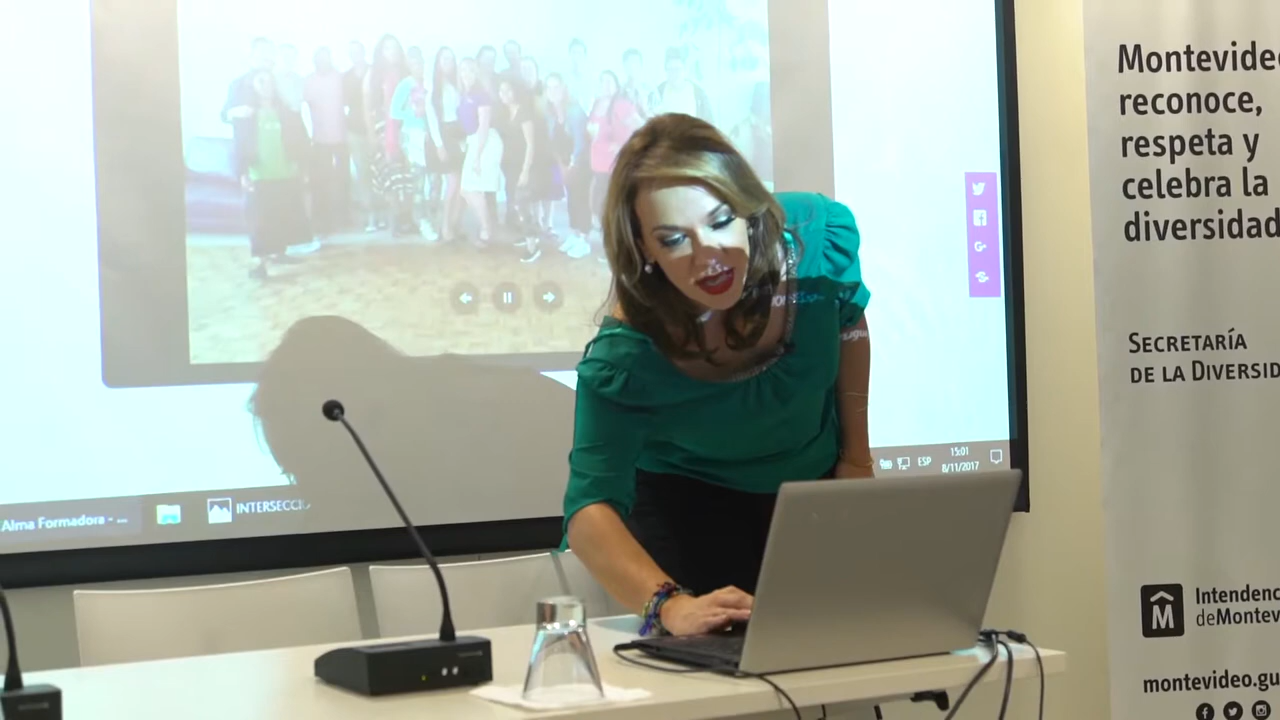 Montevideo
reconoce,
respeta y
celebra la
diversidad
SECRETARÍA
DE LA DIVERSID
ESP
15:01
8/11/2017
Alma Formadora - ...
INTERSECCI
Intendenc
deMontev
montevideo.gu